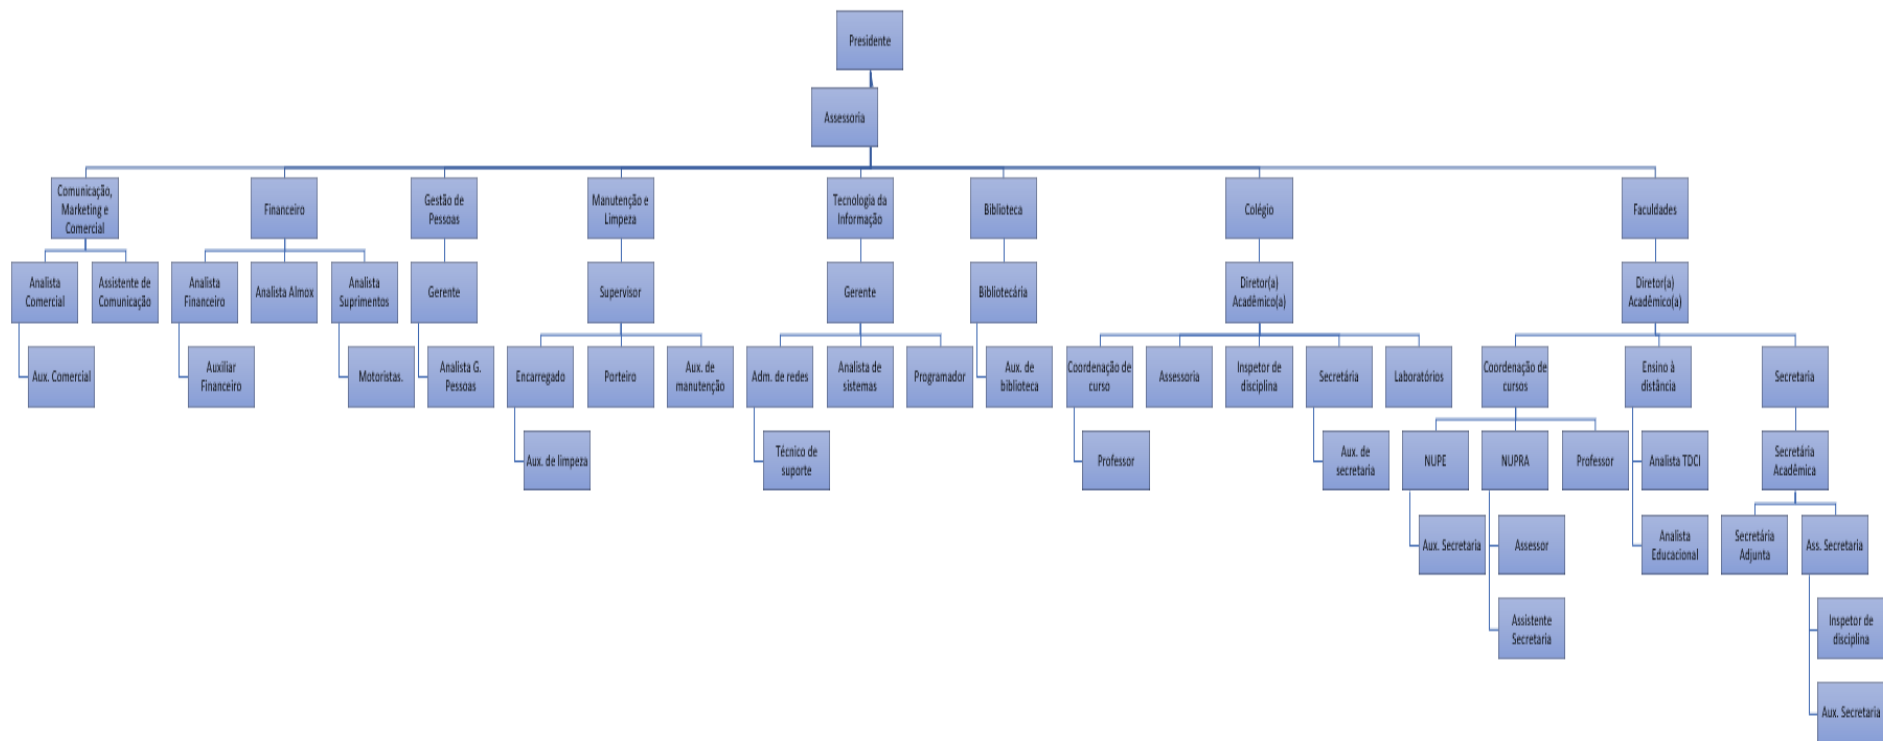 Presidente
Assessoria
Comunicação,
Marketing e
Comercial
Financeiro
Gestão de
Pessoas
Manutenção e
Limpeza
Tecnologia da
Informação
Biblioteca
Colégio
Faculdades
Analista
Comercial
Assistente de
Comunicação
Analista
Financeiro
Analista Almox
Analista
Suprimentos
Gerente
Supervisor
Gerente
Bibliotecária
Diretor(a)
Acadêmico(a)
Diretor(a)
Acadêmico(a)
Aux. Comercial
Auxiliar
Financeiro
Motoristas.
Analista G.
Pessoas
Encarregado
Porteiro
Aux. de
manutenção
Adm. de redes
Analista de
sistemas
Programador
Aux. de
biblioteca
Coordenação de
curso
Assessoria
Inspetor de
disciplina
Secretária
Laboratórios
Coordenação de
cursos
Ensino à
distância
Secretaria
Aux. de limpeza
Técnico de
suporte
Professor
Aux. de
secretaria
NUPE
NUPRA
Professor
Analista TDCI
Secretária
Acadêmica
Aux. Secretaria
Assessor
Analista
Educacional
Secretária
Adjunta
Ass. Secretaria
Assistente
Secretaria
Inspetor de
disciplina
Aux. Secretaria